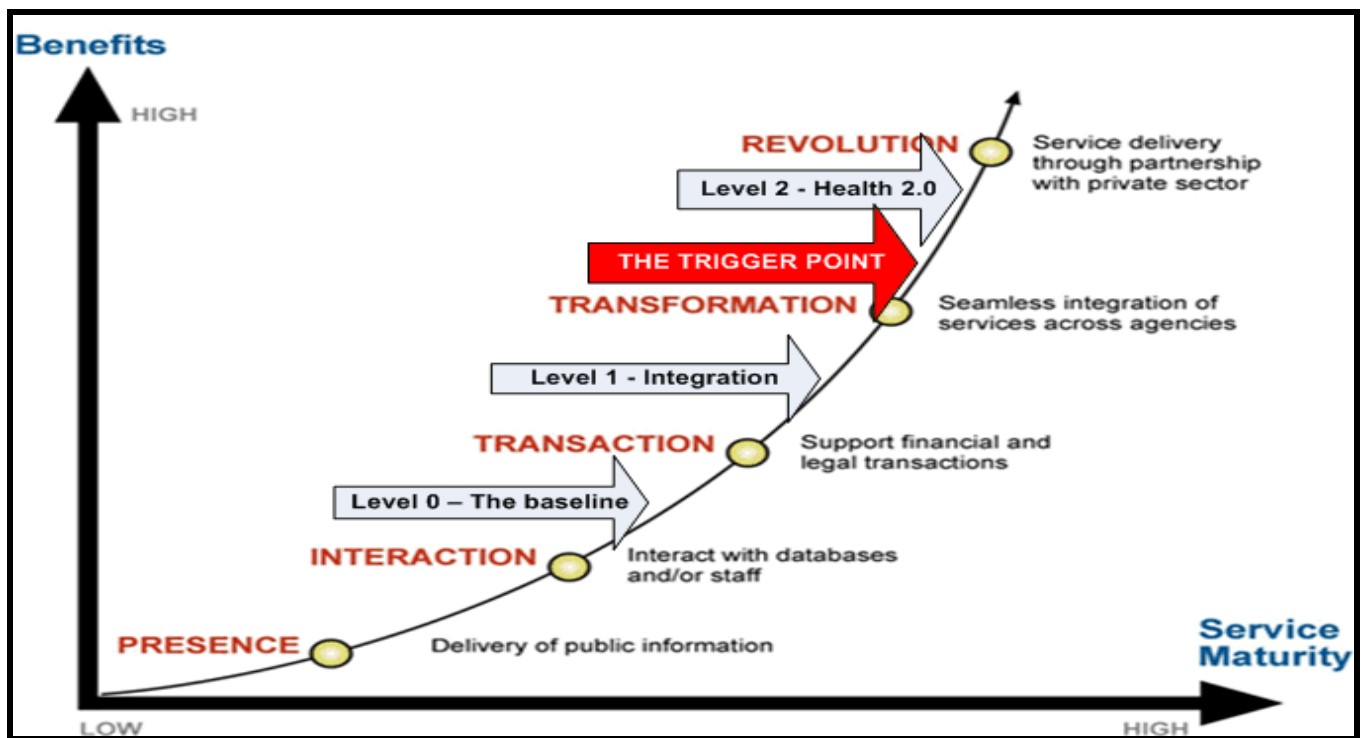 Benefits
HIGH
REVOLUTION
Service delivery
through partnership
with private sector
Level 2 - Health 2.0
THE TRIGGER POINT
TRANSFORMATION
Seamless integration of
services across agencies
Level 1 - Integration
TRANSACTION
Support financial and
legal transactions
Level 0 – The baseline
INTERACTION
Interact with databases
and/or staff
PRESENCE
Delivery of public information
Service
Maturity
LOW
HIGH